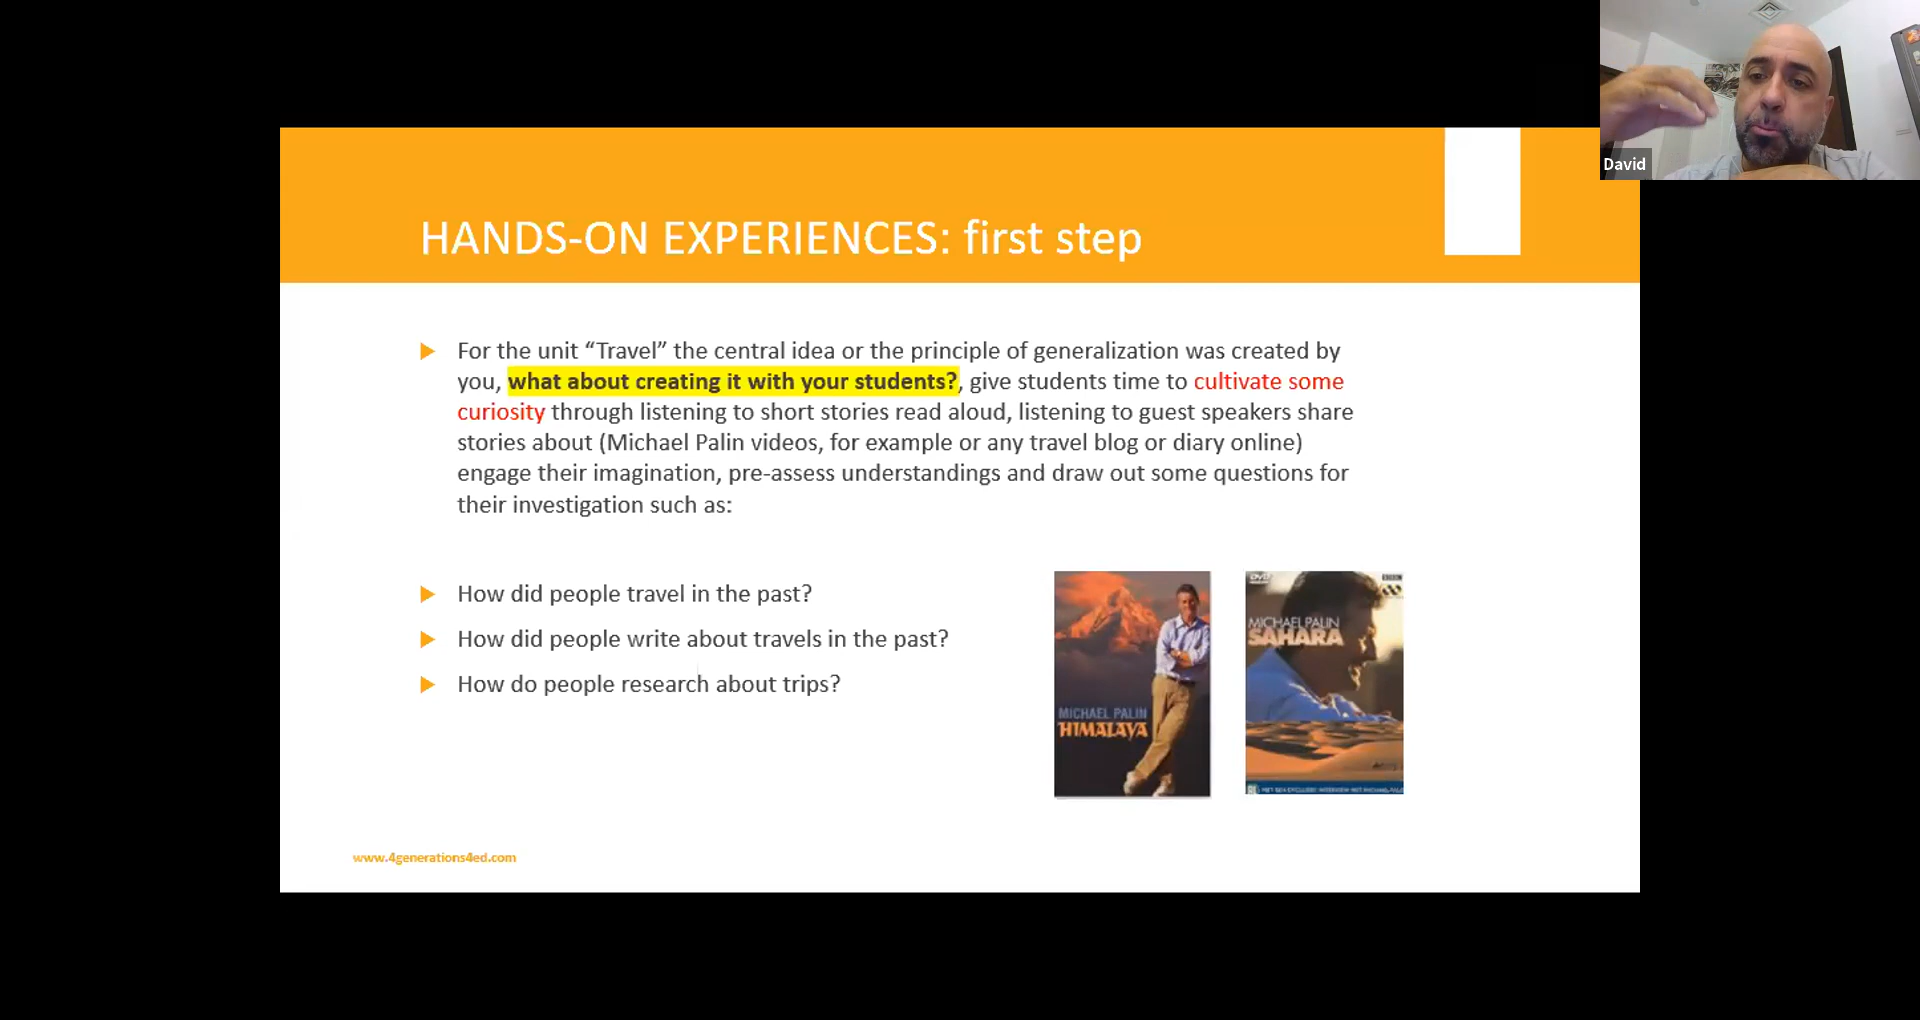 David
HANDS-ON EXPERIENCES: first step
For the unit “Travel” the central idea or the principle of generalization was created by
you, what about creating it with your students?, give students time to cultivate some
curiosity through listening to short stories read aloud, listening to guest speakers share
stories about (Michael Palin videos, for example or any travel blog or diary online)
engage their imagination, pre-assess understandings and draw out some questions for
their investigation such as:
How did people travel in the past?
How did people write about travels in the past?
How do people research about trips?
MICHAEL PALIN
HIMALAYA
DVD
BBC
MICHAEL PALIN
SAHARA
www.4generations4ed.com